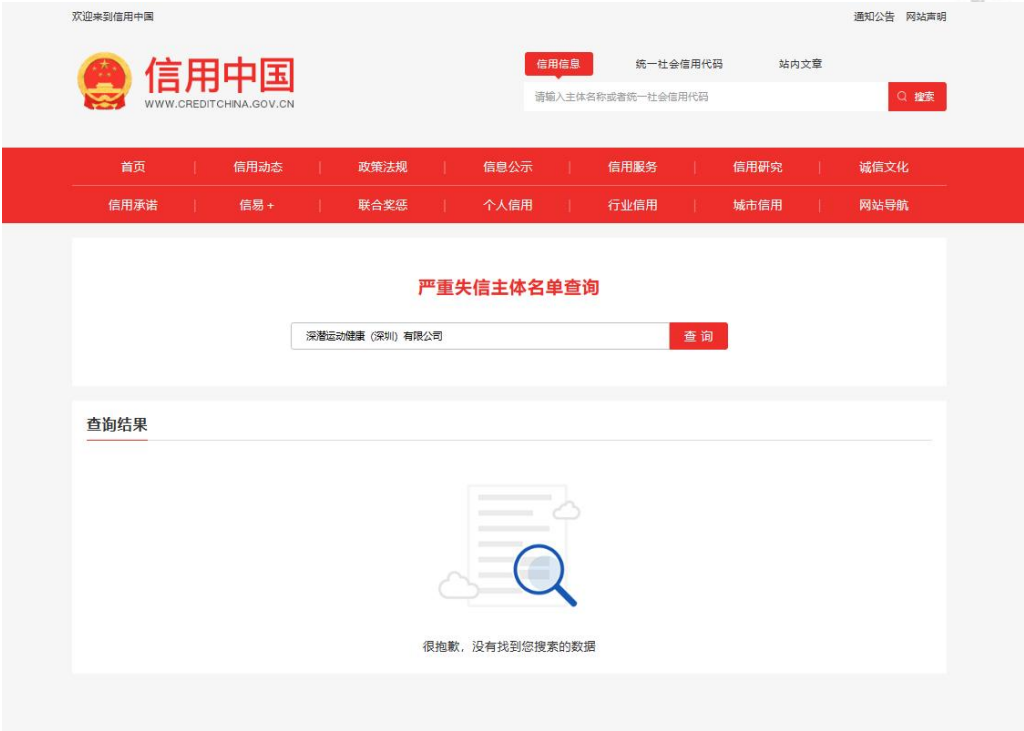 欢迎来到信用中国
通知公告 网站声明
信用中国
WWW.CREDITCHINA.GOV.CN
信用信息 统一社会信用代码 站内文章
请输入主体名称或者统一社会信用代码
搜索
首页 信用动态 政策法规 信息公示 信用服务 信用研究 诚信文化
信用承诺 信易+ 联合奖惩 个人信用 行业信用 城市信用 网站导航
严重失信主体名单查询
深潜运动健康（深圳）有限公司
查询
查询结果
很抱歉，没有找到您搜索的数据